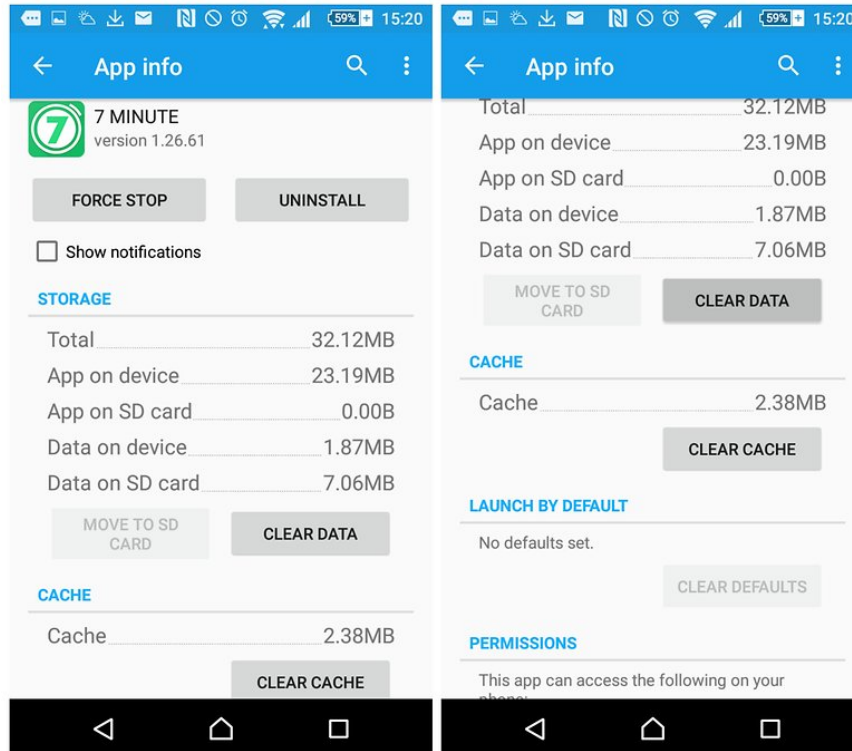 59% 15:20
App info
7 7 MINUTE
version 1.26.61
FORCE STOP UNINSTALL
Show notifications
STORAGE
Total 32.12MB
App on device 23.19MB
App on SD card 0.00B
Data on device 1.87MB
Data on SD card 7.06MB
MOVE TO SD
CARD
CLEAR DATA
CACHE
Cache 2.38MB
CLEAR CACHE
59% 15:20
App info
Total 32.12MB
App on device 23.19MB
App on SD card 0.00B
Data on device 1.87MB
Data on SD card 7.06MB
MOVE TO SD
CARD
CLEAR DATA
CACHE
Cache 2.38MB
CLEAR CACHE
LAUNCH BY DEFAULT
No defaults set.
CLEAR DEFAULTS
PERMISSIONS
This app can access the following on your
phone: